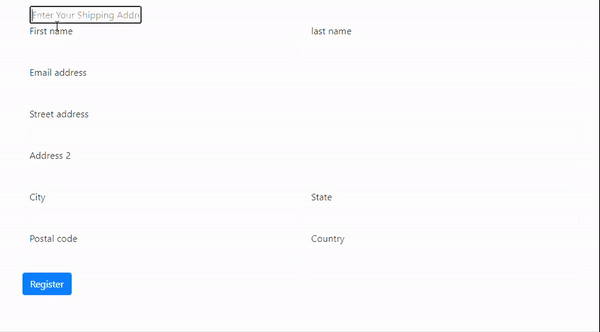 Enter Your Shipping Addr
First name last name
Email address
Street address
Address 2
City State
Postal code Country
Register